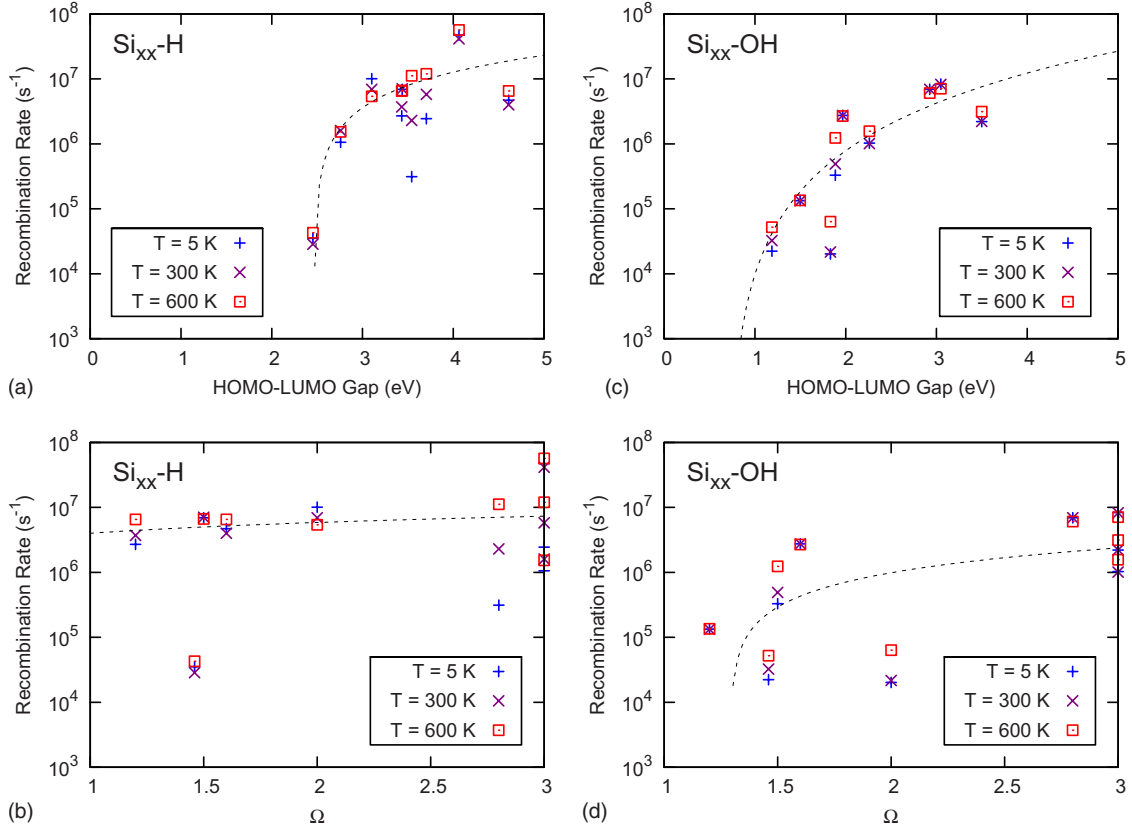 Si_xx-H
Recombination Rate (s^-1)
10^8
10^7
10^6
10^5
10^4
10^3
T = 5 K
T = 300 K
T = 600 K
0 1 2 3 4 5
HOMO-LUMO Gap (eV)
(a)
Si_xx-OH
Recombination Rate (s^-1)
10^8
10^7
10^6
10^5
10^4
10^3
T = 5 K
T = 300 K
T = 600 K
0 1 2 3 4 5
HOMO-LUMO Gap (eV)
(c)
Si_xx-H
Recombination Rate (s^-1)
10^8
10^7
10^6
10^5
10^4
10^3
T = 5 K
T = 300 K
T = 600 K
1 1.5 2 2.5 3
Ω
(b)
Si_xx-OH
Recombination Rate (s^-1)
10^8
10^7
10^6
10^5
10^4
10^3
T = 5 K
T = 300 K
T = 600 K
1 1.5 2 2.5 3
Ω
(d)